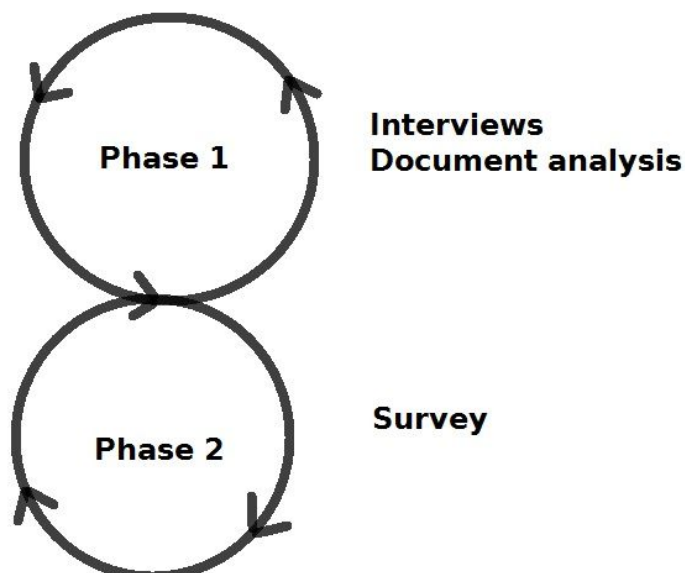 Phase 1
Interviews
Document analysis
Phase 2
Survey